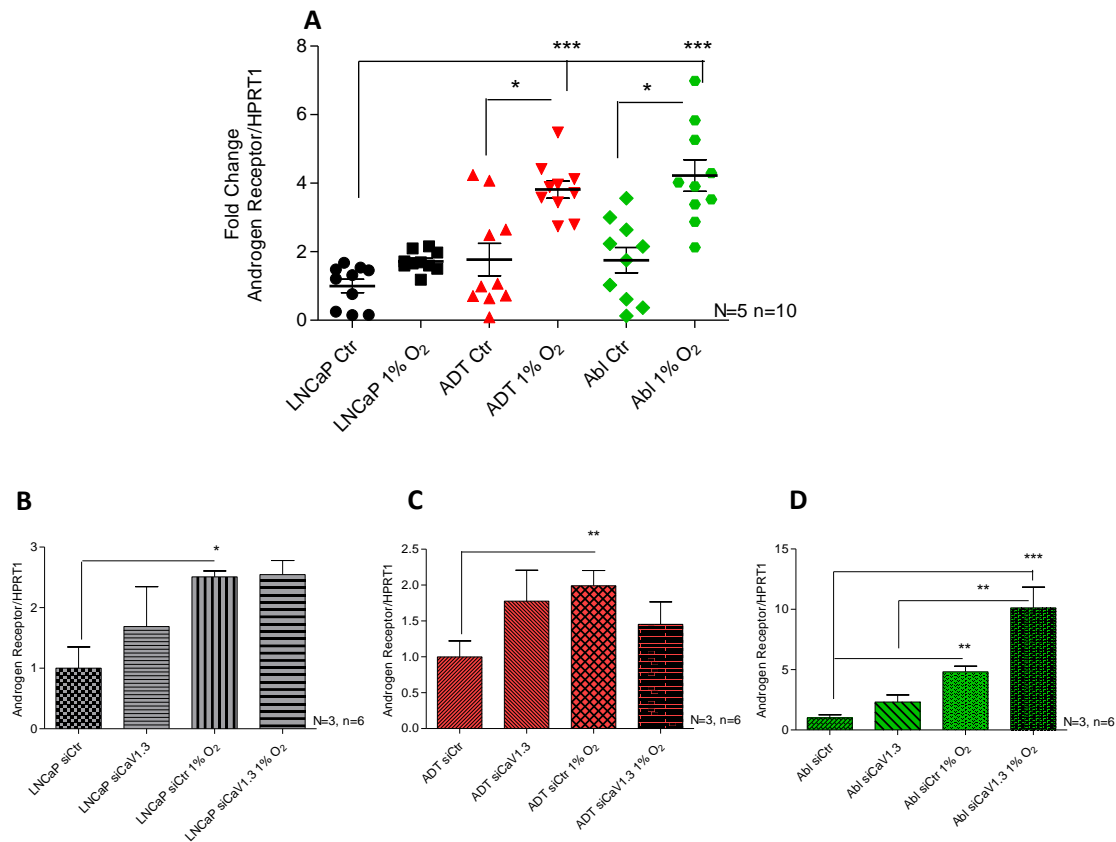 A
Fold Change
Androgen Receptor/HPRT1
8
6
4
2
0
***
***
*
*
N=5 n=10
LNCaP Ctr
LNCaP 1% O₂
ADT Ctr
ADT 1% O₂
Abl Ctr
Abl 1% O₂
B
Androgen Receptor/HPRT1
3
2
1
0
*
N=3, n=6
LNCaP siCtr
LNCaP siCaV1.3
LNCaP siCtr 1% O₂
LNCaP siCaV1.3 1% O₂
C
Androgen Receptor/HPRT1
2.5
2.0
1.5
1.0
0.5
0.0
**
N=3, n=6
ADT siCtr
ADT siCaV1.3
ADT siCtr 1% O₂
ADT siCaV1.3 1% O₂
D
Androgen Receptor/HPRT1
15
10
5
0
***
**
**
N=3, n=6
Abl siCtr
Abl siCaV1.3
Abl siCtr 1% O₂
Abl siCaV1.3 1% O₂